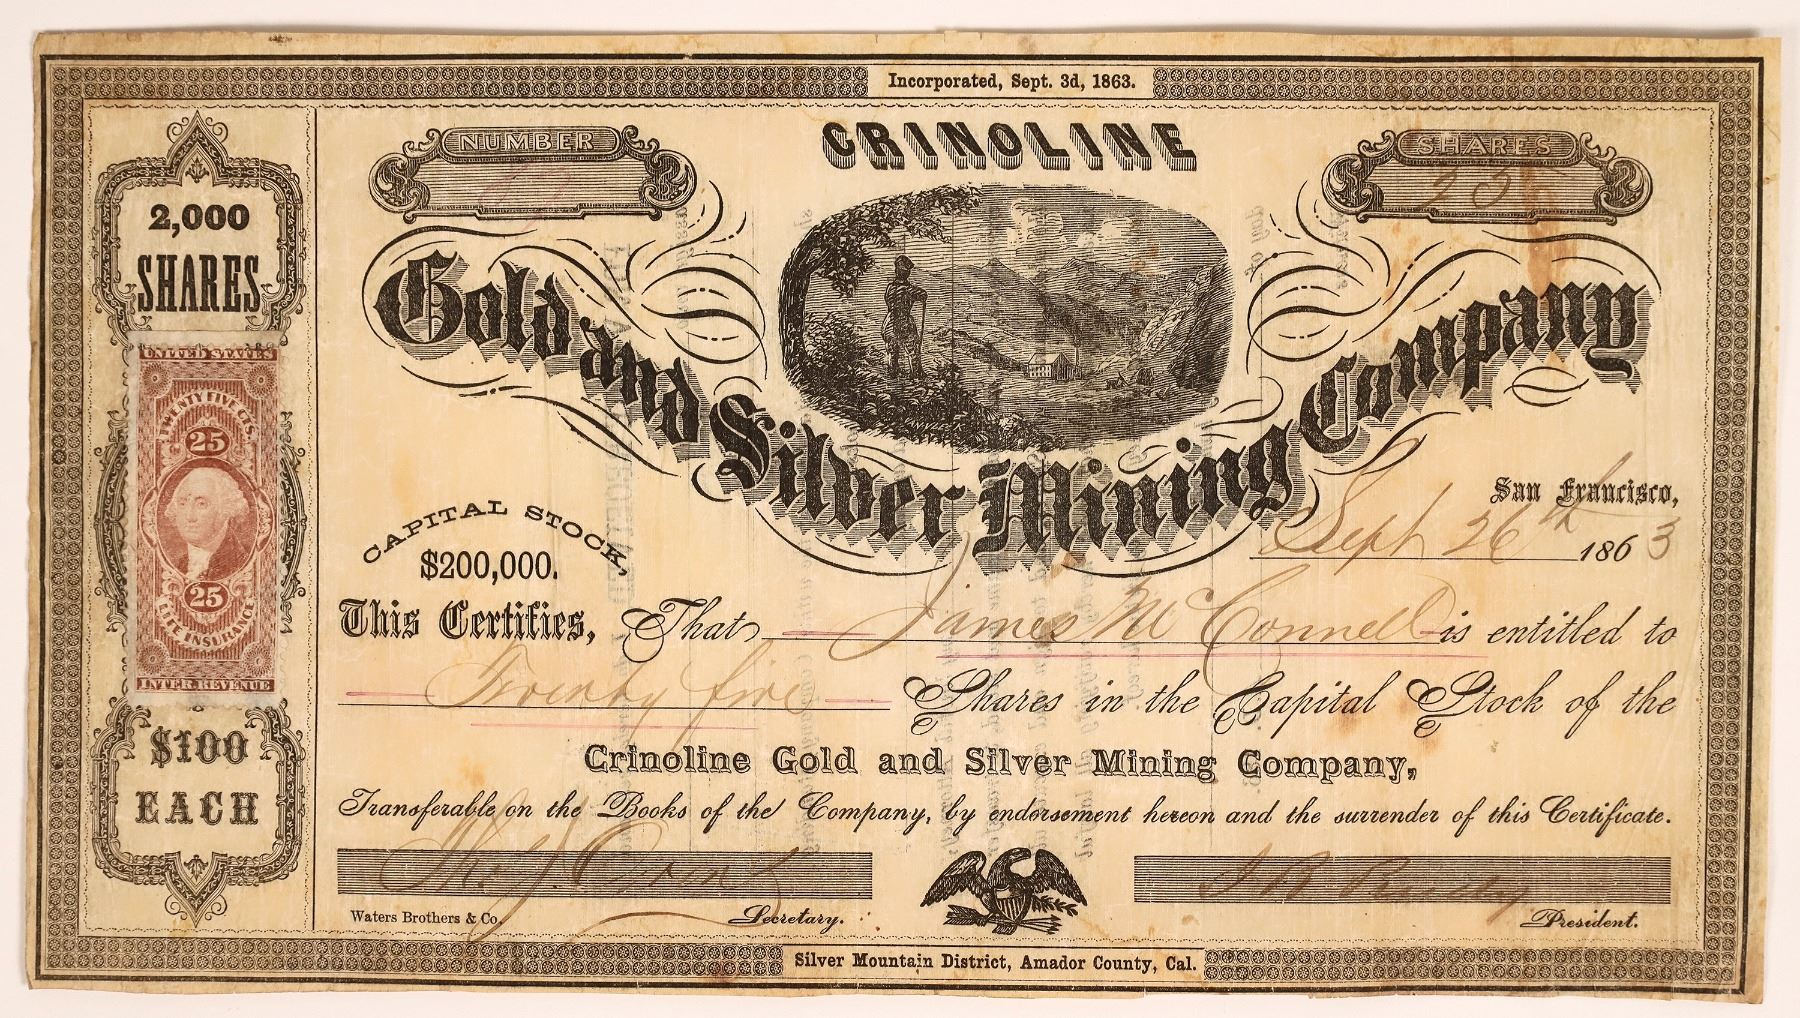 Incorporated, Sept. 3d, 1863.
NUMBER
CRINOLINE
SHARES
25
Gold and Silver Mining Company
2,000
SHARES
UNITED STATES
TWENTY FIVE CTS.
25
25
LIFE INSURANCE
INTER. REVENUE
$100
EACH
CAPITAL STOCK,
$200,000.
San Francisco,
Sept 26th 1863
This Certifies, That James McConnell is entitled to
Twenty five Shares in the Capital Stock of the
Crinoline Gold and Silver Mining Company,
Transferable on the Books of the Company, by endorsement hereon and the surrender of this Certificate.
Waters Brothers & Co.
Secretary.
President.
Silver Mountain District, Amador County, Cal.